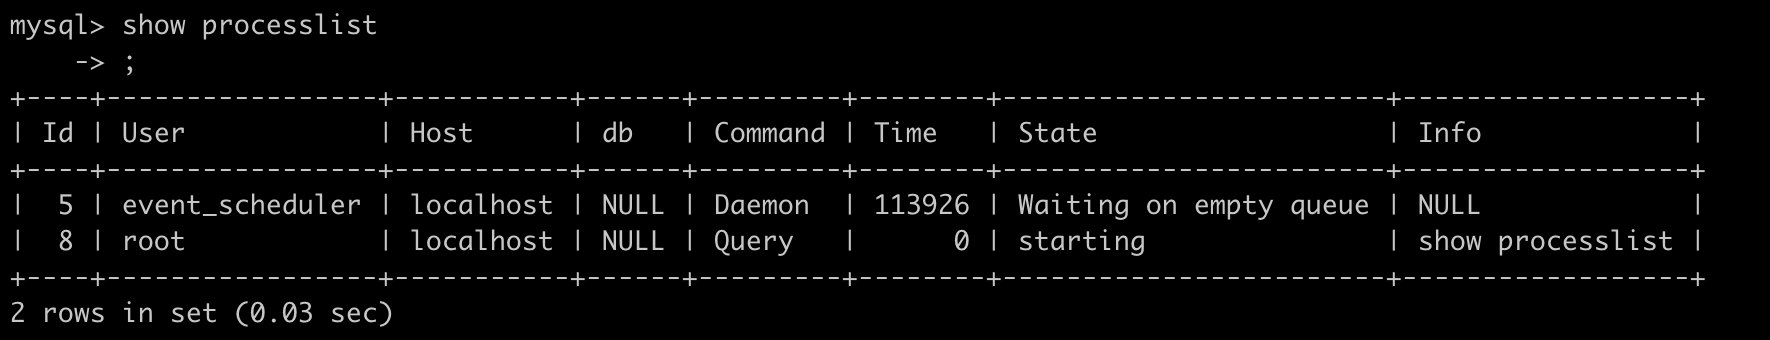 mysql> show processlist
    -> ;
+----+-----------------+-----------+------+---------+--------+------------------------+------------------+
| Id | User            | Host      | db   | Command | Time   | State                  | Info             |
+----+-----------------+-----------+------+---------+--------+------------------------+------------------+
|  5 | event_scheduler | localhost | NULL | Daemon  | 113926 | Waiting on empty queue | NULL             |
|  8 | root            | localhost | NULL | Query   |      0 | starting               | show processlist |
+----+-----------------+-----------+------+---------+--------+------------------------+------------------+
2 rows in set (0.03 sec)